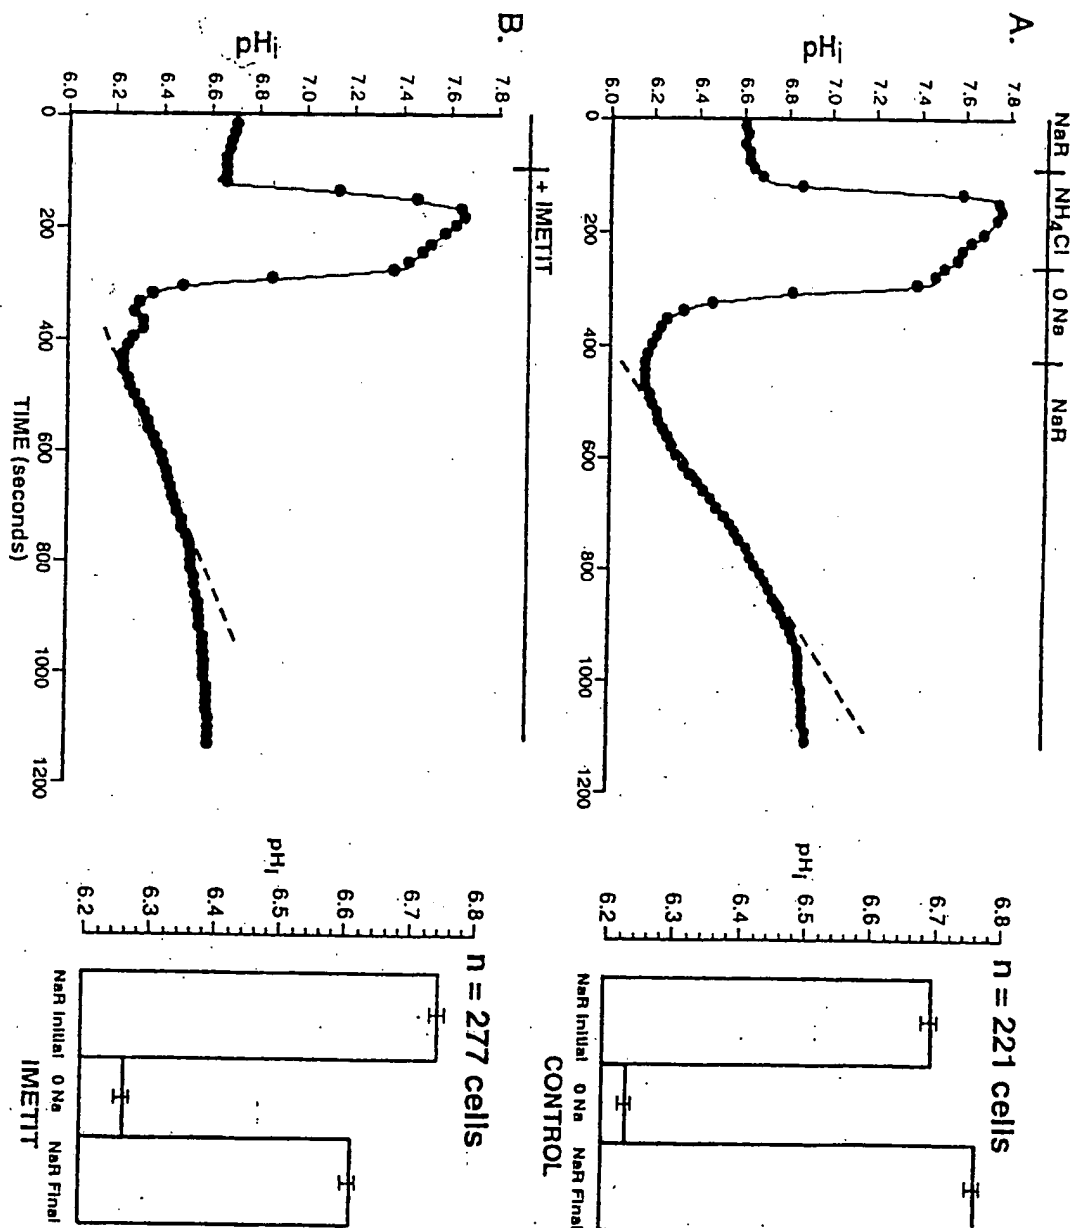 A.
NaR NH4Cl 0 Na NaR
pHi
7.8
7.6
7.4
7.2
7.0
6.8
6.6
6.4
6.2
6.0
0 200 400 600 800 1000 1200
n = 221 cells
pHi
6.8
6.7
6.6
6.5
6.4
6.3
6.2
NaR Initial 0 Na NaR Final
CONTROL
B.
+ IMETIT
pHi
7.8
7.6
7.4
7.2
7.0
6.8
6.6
6.4
6.2
6.0
0 200 400 600 800 1000 1200
TIME (seconds)
n = 277 cells
pHi
6.8
6.7
6.6
6.5
6.4
6.3
6.2
NaR Initial 0 Na NaR Final
IMETIT